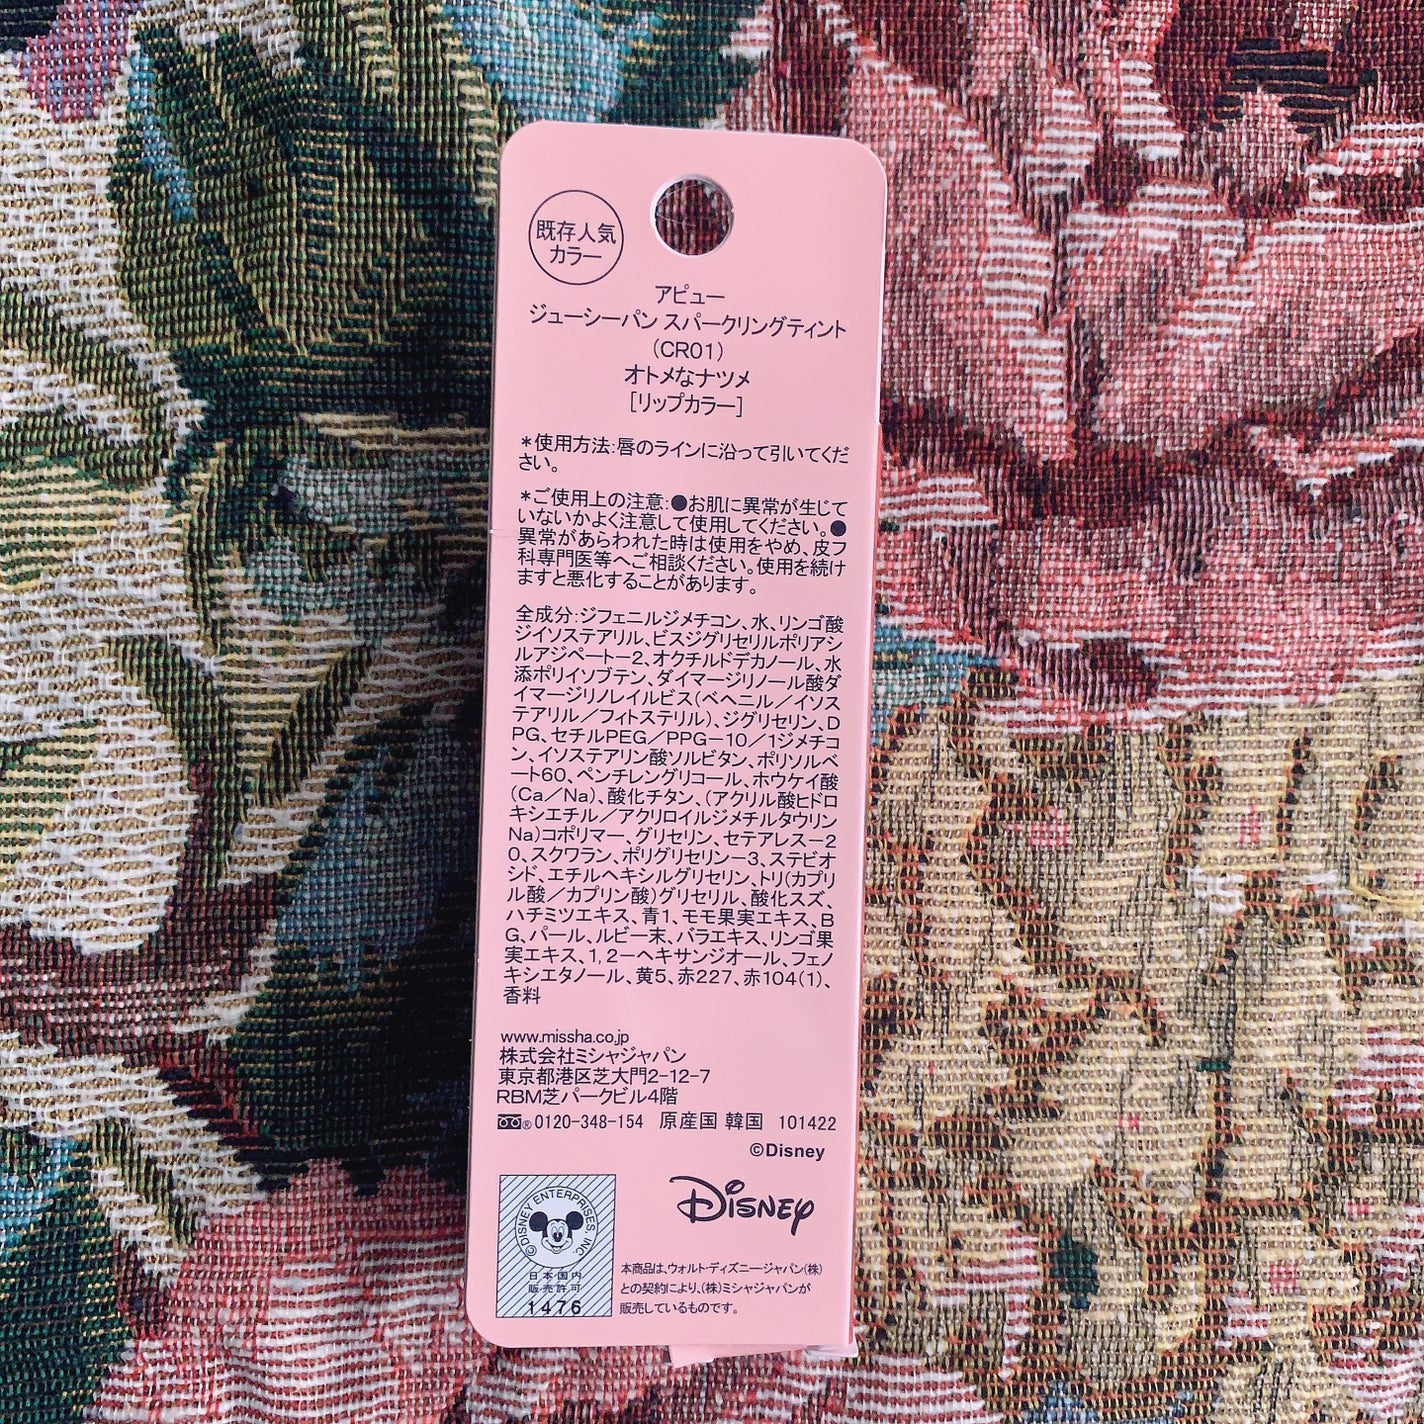 既存人気
カラー
アピュー
ジューシーパン スパークリングティント
(CR01)
オトメなナツメ
[リップカラー]
*使用方法:唇のラインに沿って引いてくだ
さい。
*ご使用上の注意:●お肌に異常が生じて
いないかよく注意して使用してください。●
異常があらわれた時は使用をやめ、皮フ
科専門医等へご相談ください。使用を続け
ますと悪化することがあります。
全成分:ジフェニルジメチコン、水、リンゴ酸
ジイソステアリル、ビスジグリセリルポリアシ
ルアジペート-2、オクチルドデカノール、水
添ポリイソブテン、ダイマージリノール酸ダ
イマージリノレイルビス(ベヘニル/イソス
テアリル/フィトステリル)、ジグリセリン、D
PG、セチルPEG/PPG-10/1ジメチコ
ン、イソステアリン酸ソルビタン、ポリソルベ
ート60、ペンチレングリコール、ホウケイ酸
(Ca/Na)、酸化チタン、(アクリル酸ヒドロ
キシエチル/アクリロイルジメチルタウリン
Na)コポリマー、グリセリン、セテアレス-2
0、スクワラン、ポリグリセリン-3、ステビオ
シド、エチルヘキシルグリセリン、トリ(カプリ
ル酸/カプリン酸)グリセリル、酸化スズ、
ハチミツエキス、青1、モモ果実エキス、B
G、パール、ルビー末、バラエキス、リンゴ果
実エキス、1,2-ヘキサンジオール、フェノ
キシエタノール、黄5、赤227、赤104(1)、
香料
www.missha.co.jp
株式会社ミシャジャパン
東京都港区芝大門2-12-7
RBM芝パークビル4階
®0120-348-154 原産国 韓国 101422
©Disney
©DISNEY ENTERPRISES INC.
日本国内
販売許可
1476
Disney
本商品は、ウォルト・ディズニー・ジャパン(株)
との契約により、(株)ミシャジャパンが
販売しているものです。